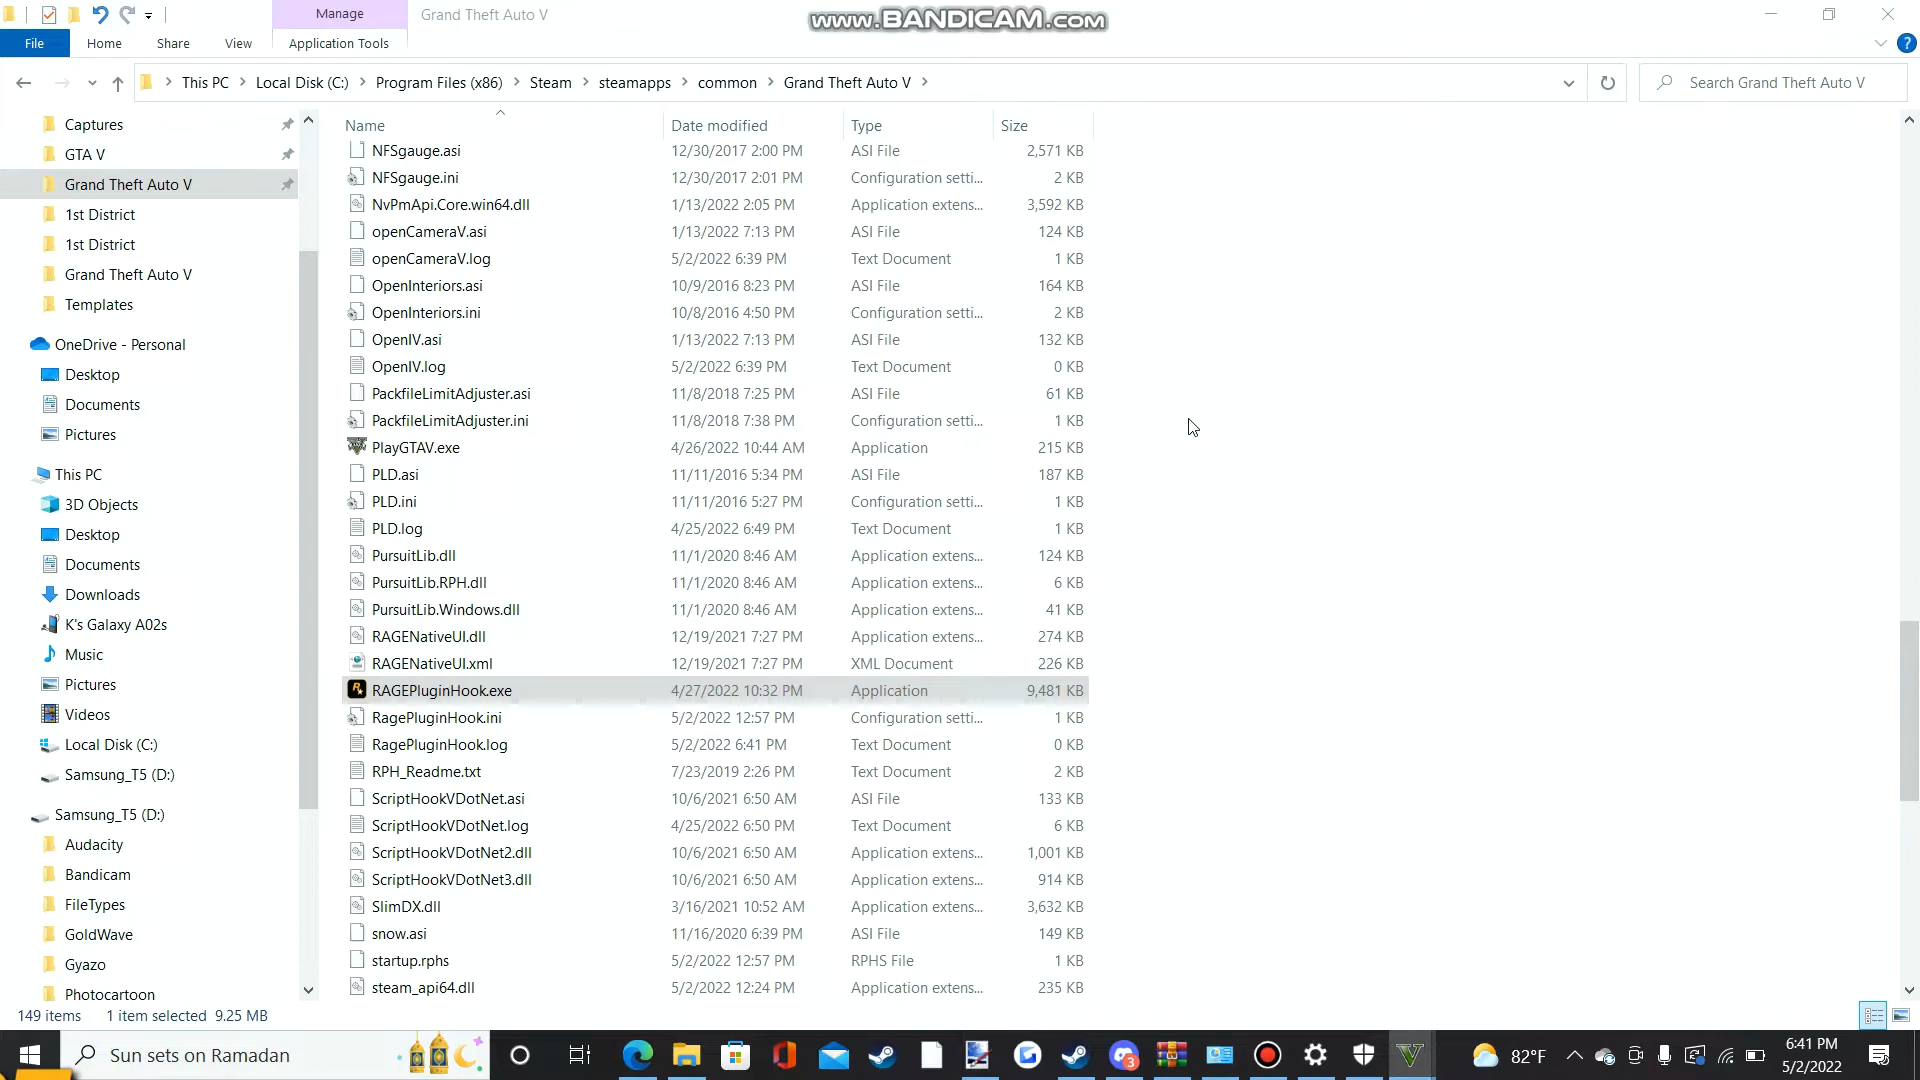 Manage
Grand Theft Auto V
www.BANDICAM.com
File
Home
Share
View
Application Tools
This PC
Local Disk (C:)
Program Files (x86)
Steam
steamapps
common
Grand Theft Auto V
Search Grand Theft Auto V
Captures
GTA V
Grand Theft Auto V
1st District
1st District
Grand Theft Auto V
Templates
OneDrive - Personal
Desktop
Documents
Pictures
This PC
3D Objects
Desktop
Documents
Downloads
K's Galaxy A02s
Music
Pictures
Videos
Local Disk (C:)
Samsung_T5 (D:)
Samsung_T5 (D:)
Audacity
Bandicam
FileTypes
GoldWave
Gyazo
Photocartoon
Name Date modified Type Size
NFSgauge.asi 12/30/2017 2:00 PM ASI File 2,571 KB
NFSgauge.ini 12/30/2017 2:01 PM Configuration setti... 2 KB
NvPmApi.Core.win64.dll 1/13/2022 2:05 PM Application extens... 3,592 KB
openCameraV.asi 1/13/2022 7:13 PM ASI File 124 KB
openCameraV.log 5/2/2022 6:39 PM Text Document 1 KB
OpenInteriors.asi 10/9/2016 8:23 PM ASI File 164 KB
OpenInteriors.ini 10/8/2016 4:50 PM Configuration setti... 2 KB
OpenIV.asi 1/13/2022 7:13 PM ASI File 132 KB
OpenIV.log 5/2/2022 6:39 PM Text Document 0 KB
PackfileLimitAdjuster.asi 11/8/2018 7:25 PM ASI File 61 KB
PackfileLimitAdjuster.ini 11/8/2018 7:38 PM Configuration setti... 1 KB
PlayGTAV.exe 4/26/2022 10:44 AM Application 215 KB
PLD.asi 11/11/2016 5:34 PM ASI File 187 KB
PLD.ini 11/11/2016 5:27 PM Configuration setti... 1 KB
PLD.log 4/25/2022 6:49 PM Text Document 1 KB
PursuitLib.dll 11/1/2020 8:46 AM Application extens... 124 KB
PursuitLib.RPH.dll 11/1/2020 8:46 AM Application extens... 6 KB
PursuitLib.Windows.dll 11/1/2020 8:46 AM Application extens... 41 KB
RAGENativeUI.dll 12/19/2021 7:27 PM Application extens... 274 KB
RAGENativeUI.xml 12/19/2021 7:27 PM XML Document 226 KB
RAGEPluginHook.exe 4/27/2022 10:32 PM Application 9,481 KB
RagePluginHook.ini 5/2/2022 12:57 PM Configuration setti... 1 KB
RagePluginHook.log 5/2/2022 6:41 PM Text Document 0 KB
RPH_Readme.txt 7/23/2019 2:26 PM Text Document 2 KB
ScriptHookVDotNet.asi 10/6/2021 6:50 AM ASI File 133 KB
ScriptHookVDotNet.log 4/25/2022 6:50 PM Text Document 6 KB
ScriptHookVDotNet2.dll 10/6/2021 6:50 AM Application extens... 1,001 KB
ScriptHookVDotNet3.dll 10/6/2021 6:50 AM Application extens... 914 KB
SlimDX.dll 3/16/2021 10:52 AM Application extens... 3,632 KB
snow.asi 11/16/2020 6:39 PM ASI File 149 KB
startup.rphs 5/2/2022 12:57 PM RPHS File 1 KB
steam_api64.dll 5/2/2022 12:24 PM Application extens... 235 KB
149 items 1 item selected 9.25 MB
Sun sets on Ramadan
3
82°F
6:41 PM
5/2/2022